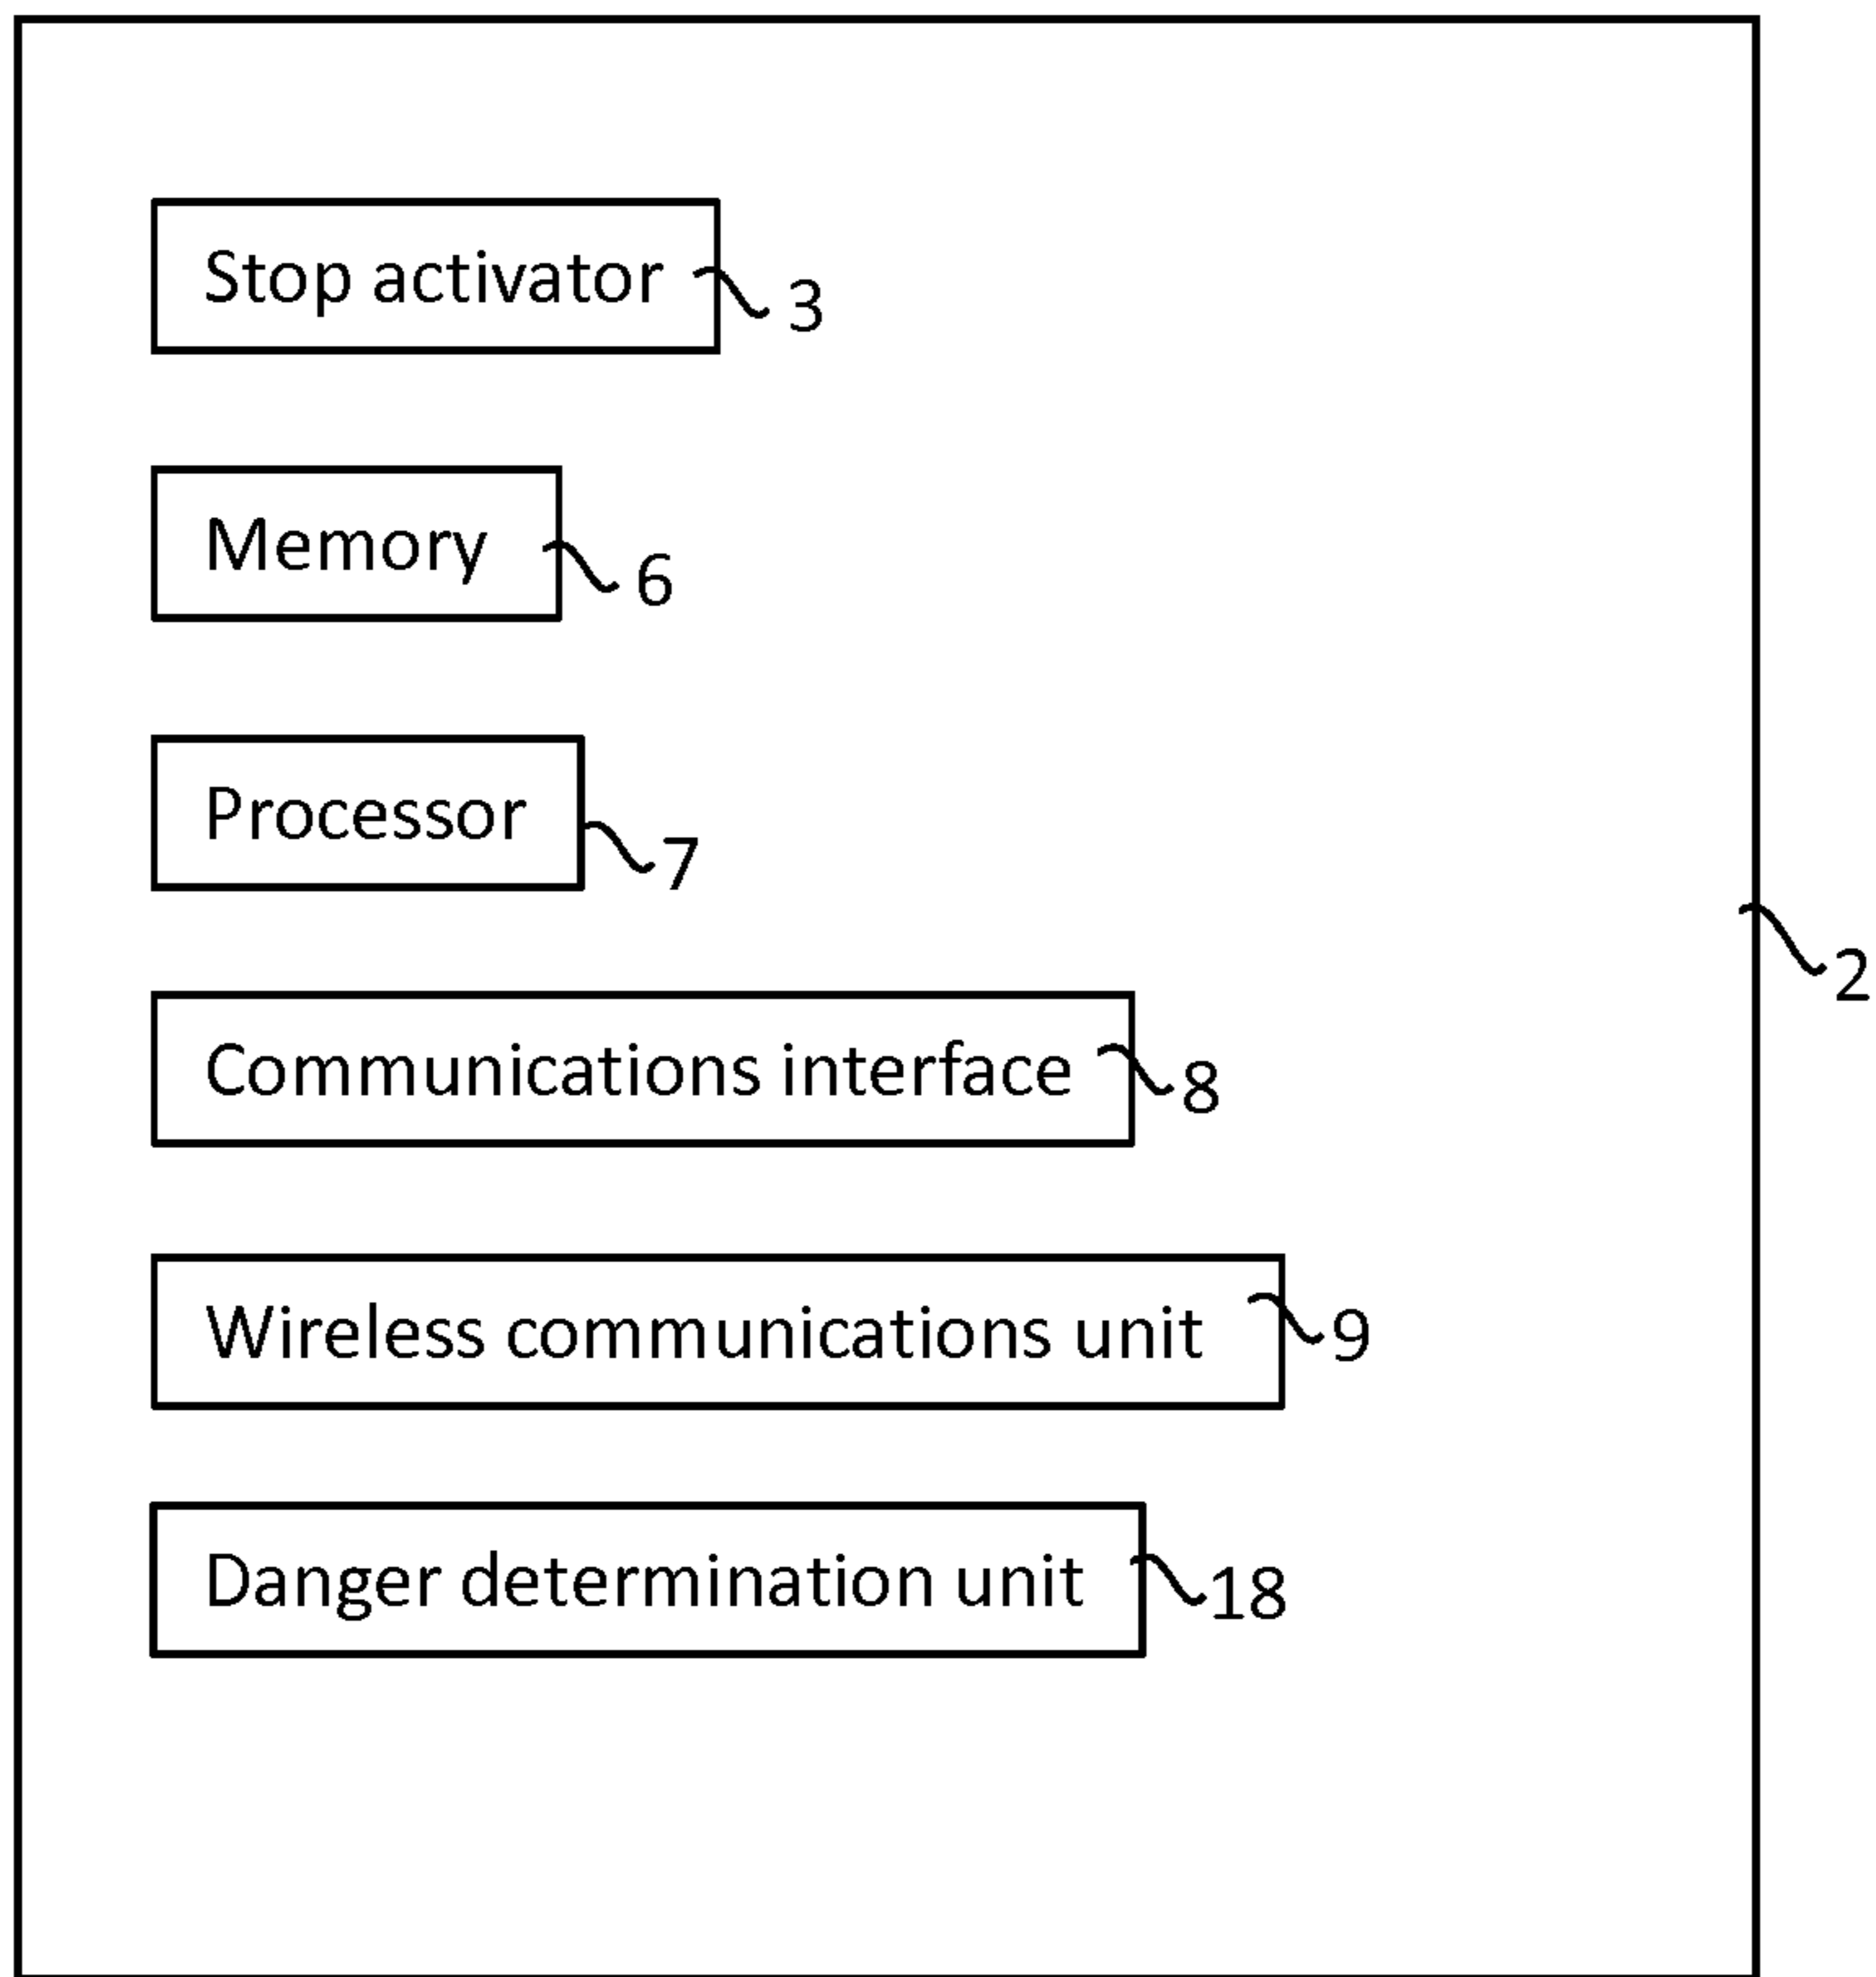 Stop activator
3
Memory
6
Processor
7
2
Communications interface
8
Wireless communications unit
9
Danger determination unit
18